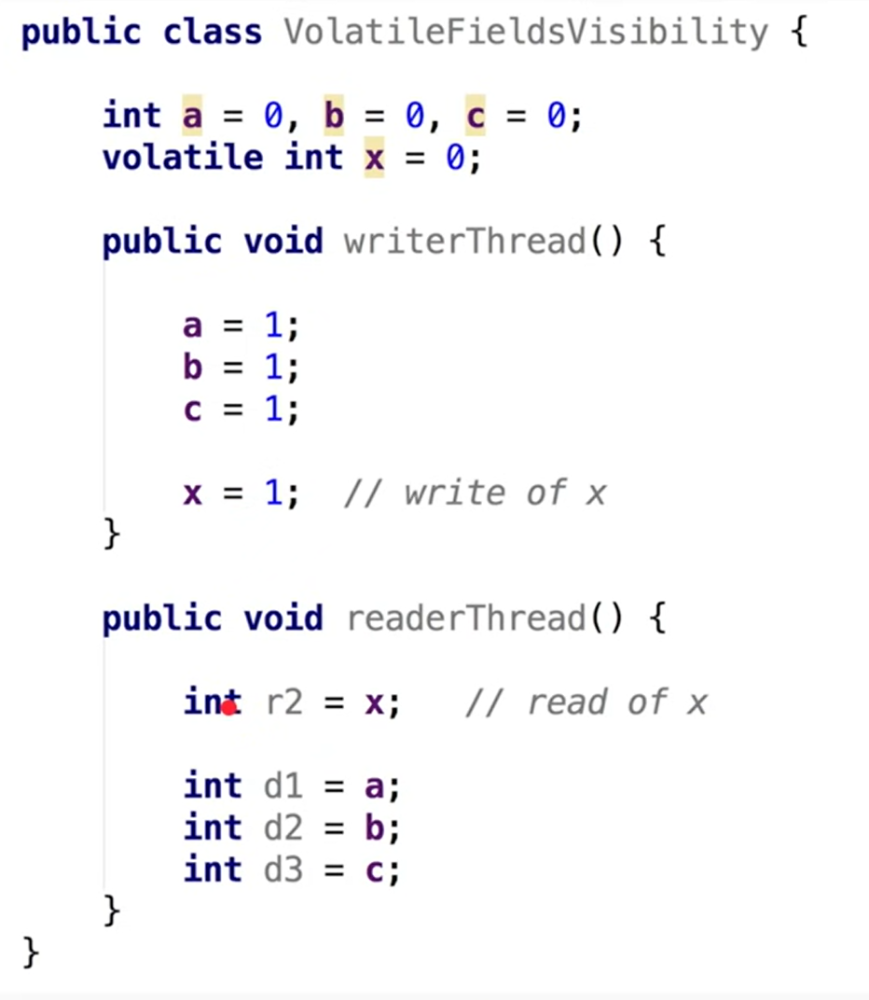 public class VolatileFieldsVisibility {
int a = 0, b = 0, c = 0;
volatile int x = 0;
public void writerThread() {
a = 1;
b = 1;
c = 1;
x = 1;  // write of x
}
public void readerThread() {
int r2 = x;   // read of x
int d1 = a;
int d2 = b;
int d3 = c;
}
}